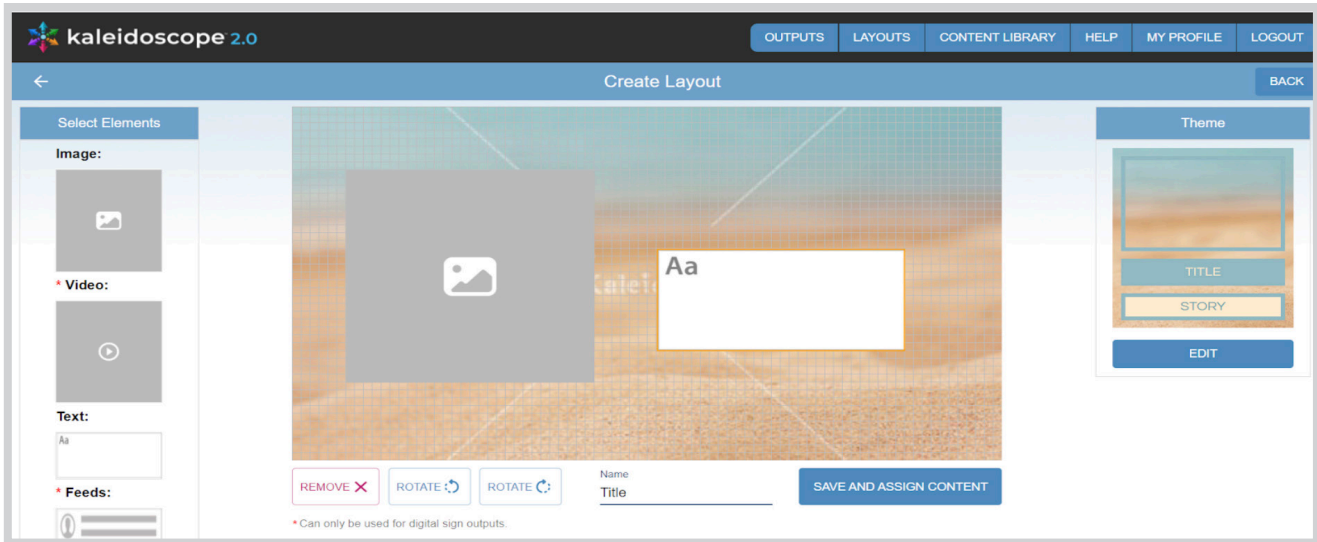 kaleidoscope 2.0
OUTPUTS LAYOUTS CONTENT LIBRARY HELP MY PROFILE LOGOUT
Create Layout
BACK
Select Elements
Image:
* Video:
Text:
Aa
* Feeds:
Aa
REMOVE
ROTATE
ROTATE
Name
Title
SAVE AND ASSIGN CONTENT
* Can only be used for digital sign outputs.
Theme
TITLE
STORY
EDIT